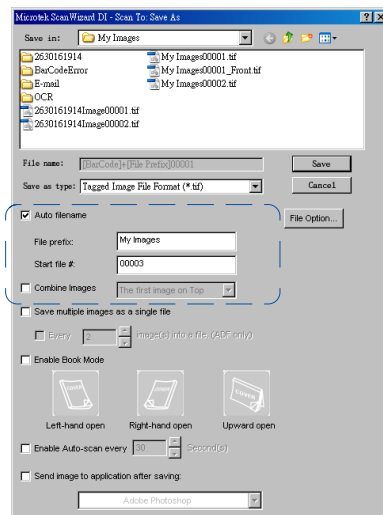 Microtek ScanWizard DI - Scan To: Save As
Save in: My Images
2630161914
BarCodeError
E-mail
OCR
2630161914Image00001.tif
2630161914Image00002.tif
My Images00001.tif
My Images00001_Front.tif
My Images00002.tif
File name: [BarCode]+[File Prefix]00001 Save
Save as type: Tagged Image File Format (*.tif) Cancel
Auto filename File Option...
File prefix: My Images
Start file #: 00003
Combine Images The first image on Top
Save multiple images as a single file
Every 2 image(s) into a file. (ADF only)
Enable Book Mode
COVER COVER COVER
Left-hand open Right-hand open Upward open
Enable Auto-scan every 30 Second(s)
Send image to application after saving:
Adobe Photoshop